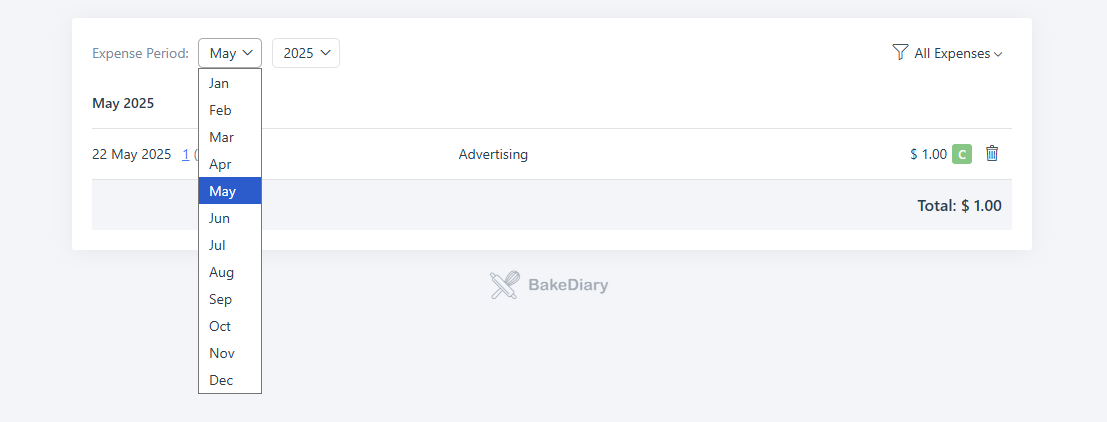 Expense Period: May 2025 All Expenses
Jan
Feb
May 2025
Mar
Apr
22 May 2025 1 ( Advertising $ 1.00 C
May
Total: $ 1.00
Jun
Jul
Aug
Sep
Oct
Nov
Dec
BakeDiary